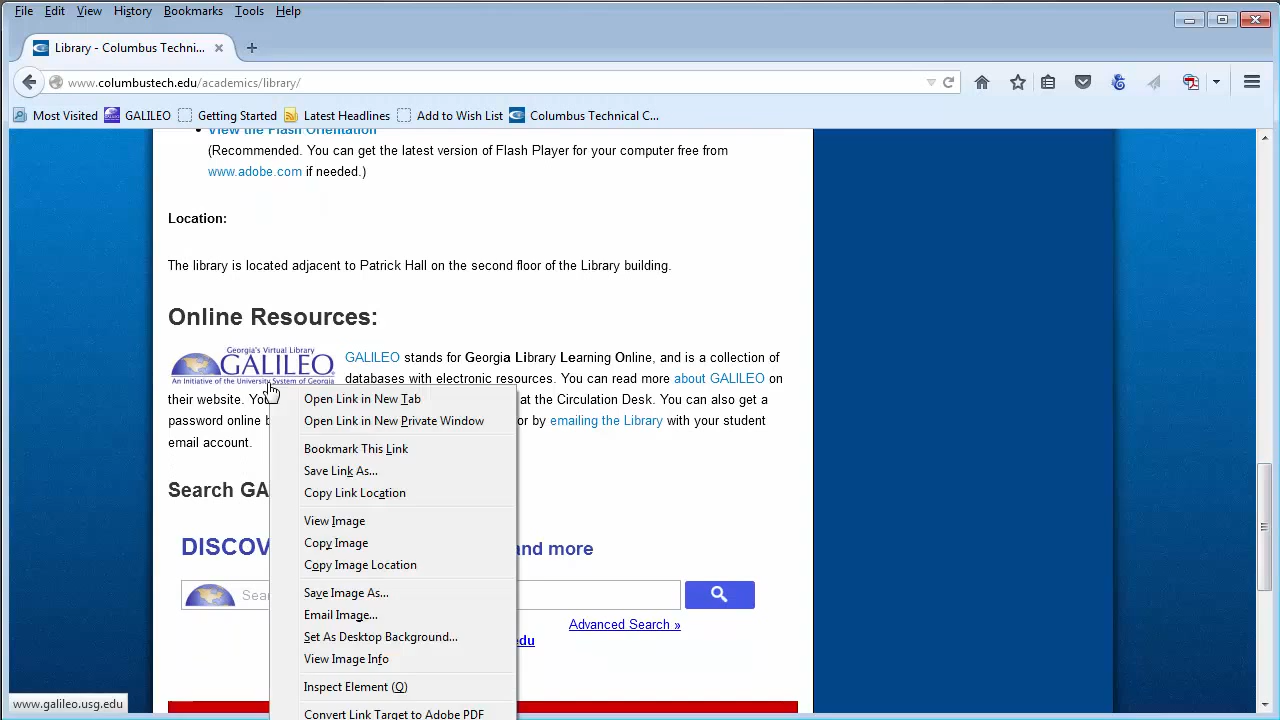 File Edit View History Bookmarks Tools Help
Library - Columbus Techni...
www.columbustech.edu/academics/library/
Most Visited GALILEO Getting Started Latest Headlines Add to Wish List Columbus Technical C...
View the Flash Orientation
(Recommended. You can get the latest version of Flash Player for your computer free from
www.adobe.com if needed.)
Location:
The library is located adjacent to Patrick Hall on the second floor of the Library building.
Online Resources:
Georgia's Virtual Library
GALILEO
An Initiative of the University System of Georgia
GALILEO stands for Georgia Library Learning Online, and is a collection of
databases with electronic resources. You can read more about GALILEO on
their website. Yo at the Circulation Desk. You can also get a
password online b or by emailing the Library with your student
email account.
Search GA
DISCOV and more
Sea
Advanced Search »
edu
Open Link in New Tab
Open Link in New Private Window
Bookmark This Link
Save Link As...
Copy Link Location
View Image
Copy Image
Copy Image Location
Save Image As...
Email Image...
Set As Desktop Background...
View Image Info
Inspect Element (Q)
Convert Link Target to Adobe PDF
www.galileo.usg.edu